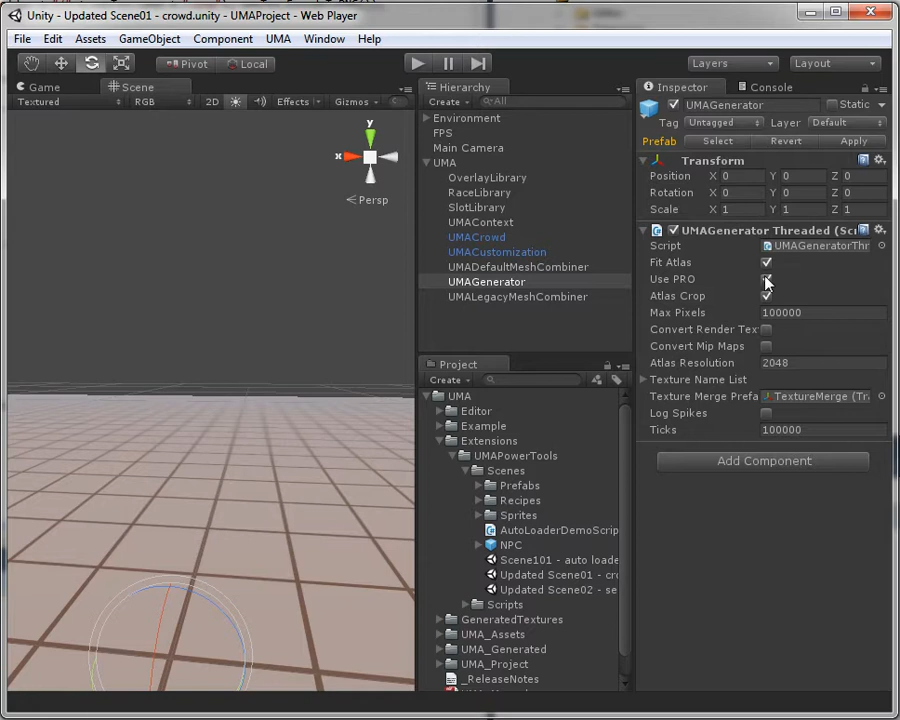 Unity - Updated Scene01 - crowd.unity - UMAProject - Web Player
File Edit Assets GameObject Component UMA Window Help
Pivot Local Layers Layout
Game Scene
Textured RGB 2D Effects Gizmos
y
x
Persp
Hierarchy
Create All
Environment
FPS
Main Camera
UMA
OverlayLibrary
RaceLibrary
SlotLibrary
UMAContext
UMACrowd
UMACustomization
UMADefaultMeshCombiner
UMAGenerator
UMALegacyMeshCombiner
Project
Create
UMA
Editor
Example
Extensions
UMAPowerTools
Scenes
Prefabs
Recipes
Sprites
AutoLoaderDemoScrip
NPC
Scene101 - auto loade
Updated Scene01 - cro
Updated Scene02 - se
Scripts
GeneratedTextures
UMA_Assets
UMA_Generated
UMA_Project
_ReleaseNotes
Inspector Console
UMAGenerator Static
Tag Untagged Layer Default
Prefab Select Revert Apply
Transform
Position X 0 Y 0 Z 0
Rotation X 0 Y 0 Z 0
Scale X 1 Y 1 Z 1
UMAGenerator Threaded (Scr
Script UMAGeneratorThr
Fit Atlas
Use PRO
Atlas Crop
Max Pixels 100000
Convert Render Tex
Convert Mip Maps
Atlas Resolution 2048
Texture Name List
Texture Merge Prefa TextureMerge (Tra
Log Spikes
Ticks 100000
Add Component